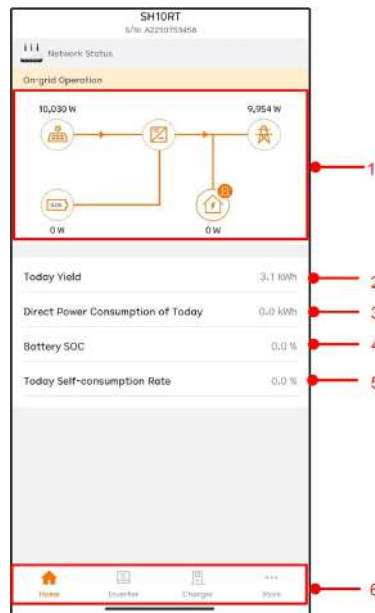 SH10RT
S/N: A2250753458
Network Status
On-grid Operation
10,030 W
9,954 W
1
0 W
0 W
Today Yield 3.1 kWh 2
Direct Power Consumption of Today 0.0 kWh 3
Battery SOC 0.0 % 4
Today Self-consumption Rate 0.0 % 5
Home Inverter Charger More 6